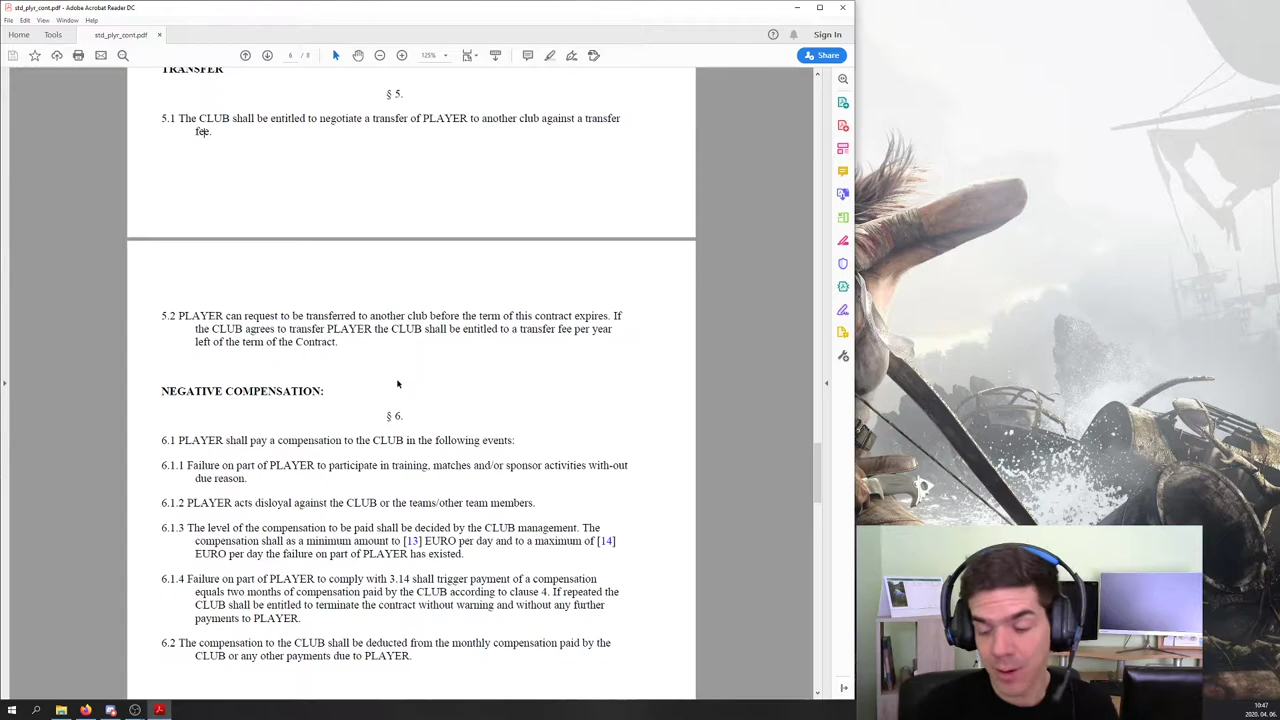 std_plyr_cont.pdf - Adobe Acrobat Reader DC
File Edit View Window Help
Home Tools std_plyr_cont.pdf × Sign In
6 / 8 125% Share
TRANSFER
§ 5.
5.1 The CLUB shall be entitled to negotiate a transfer of PLAYER to another club against a transfer
fee.
5.2 PLAYER can request to be transferred to another club before the term of this contract expires. If
the CLUB agrees to transfer PLAYER the CLUB shall be entitled to a transfer fee per year
left of the term of the Contract.
NEGATIVE COMPENSATION:
§ 6.
6.1 PLAYER shall pay a compensation to the CLUB in the following events:
6.1.1 Failure on part of PLAYER to participate in training, matches and/or sponsor activities with-out
due reason.
6.1.2 PLAYER acts disloyal against the CLUB or the teams/other team members.
6.1.3 The level of the compensation to be paid shall be decided by the CLUB management. The
compensation shall as a minimum amount to [13] EURO per day and to a maximum of [14]
EURO per day the failure on part of PLAYER has existed.
6.1.4 Failure on part of PLAYER to comply with 3.14 shall trigger payment of a compensation
equals two months of compensation paid by the CLUB according to clause 4. If repeated the
CLUB shall be entitled to terminate the contract without warning and without any further
payments to PLAYER.
6.2 The compensation to the CLUB shall be deducted from the monthly compensation paid by the
CLUB or any other payments due to PLAYER.
10:47
2020. 04. 06.